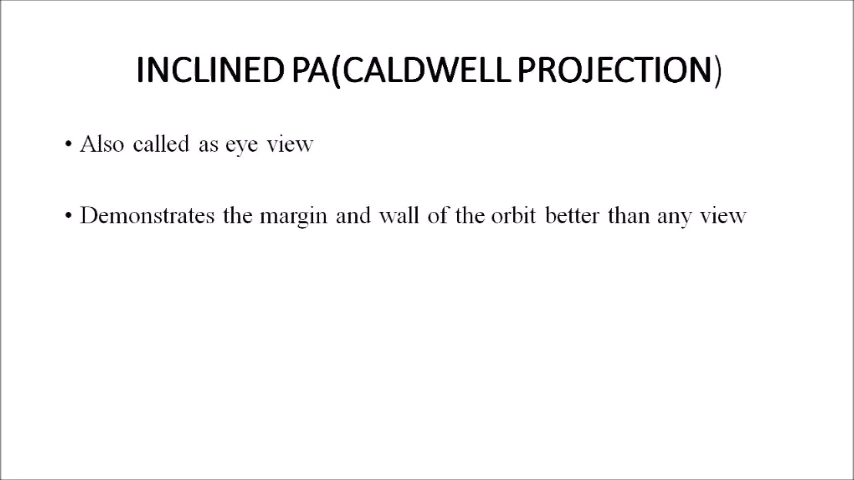 INCLINED PA(CALDWELL PROJECTION)
• Also called as eye view
• Demonstrates the margin and wall of the orbit better than any view